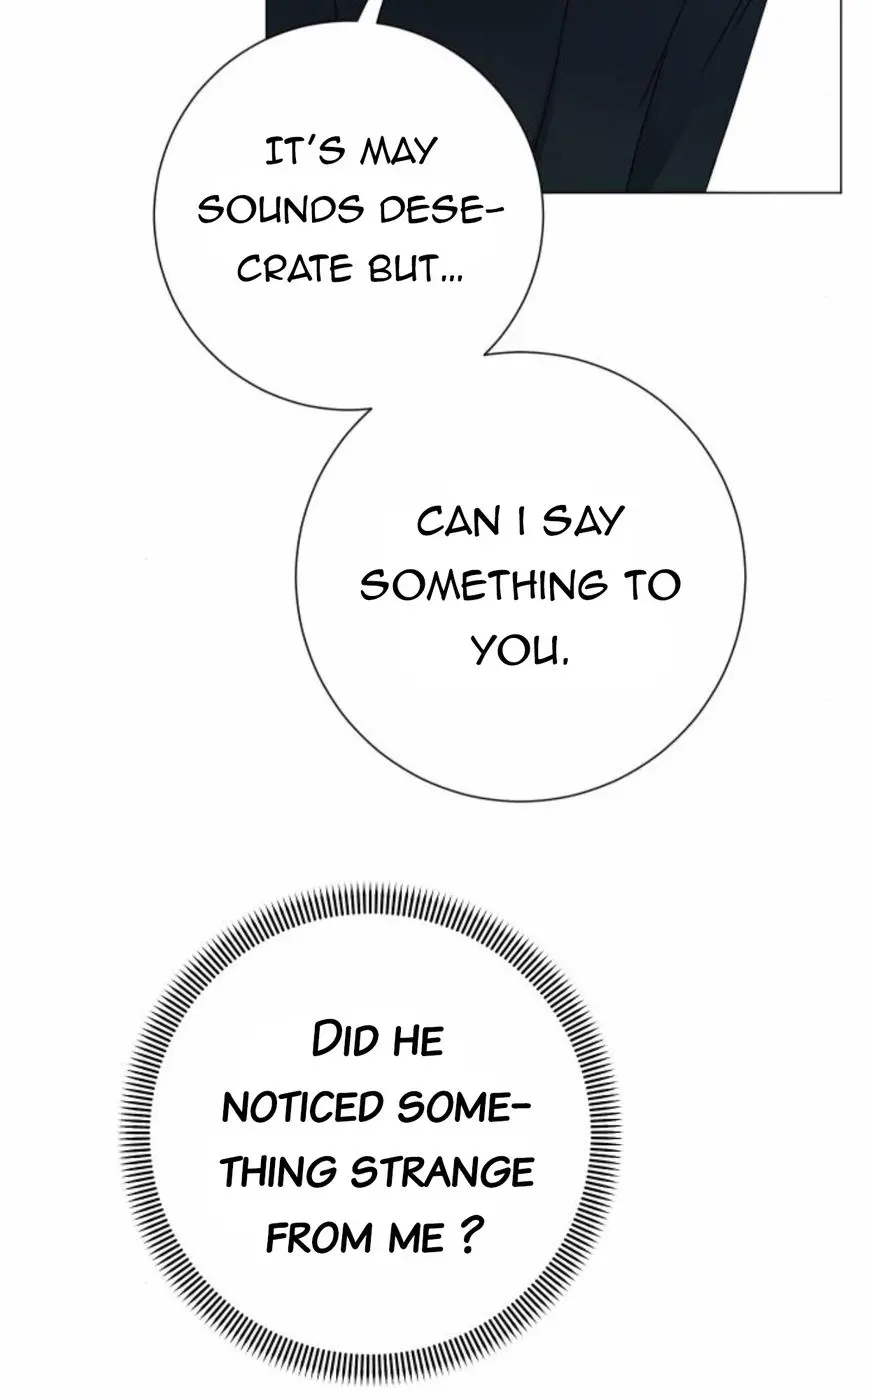 IT'S MAY
SOUNDS DESE-
CRATE BUT...
CAN I SAY
SOMETHING TO
YOU.
DID HE
NOTICED SOME-
THING STRANGE
FROM ME ?